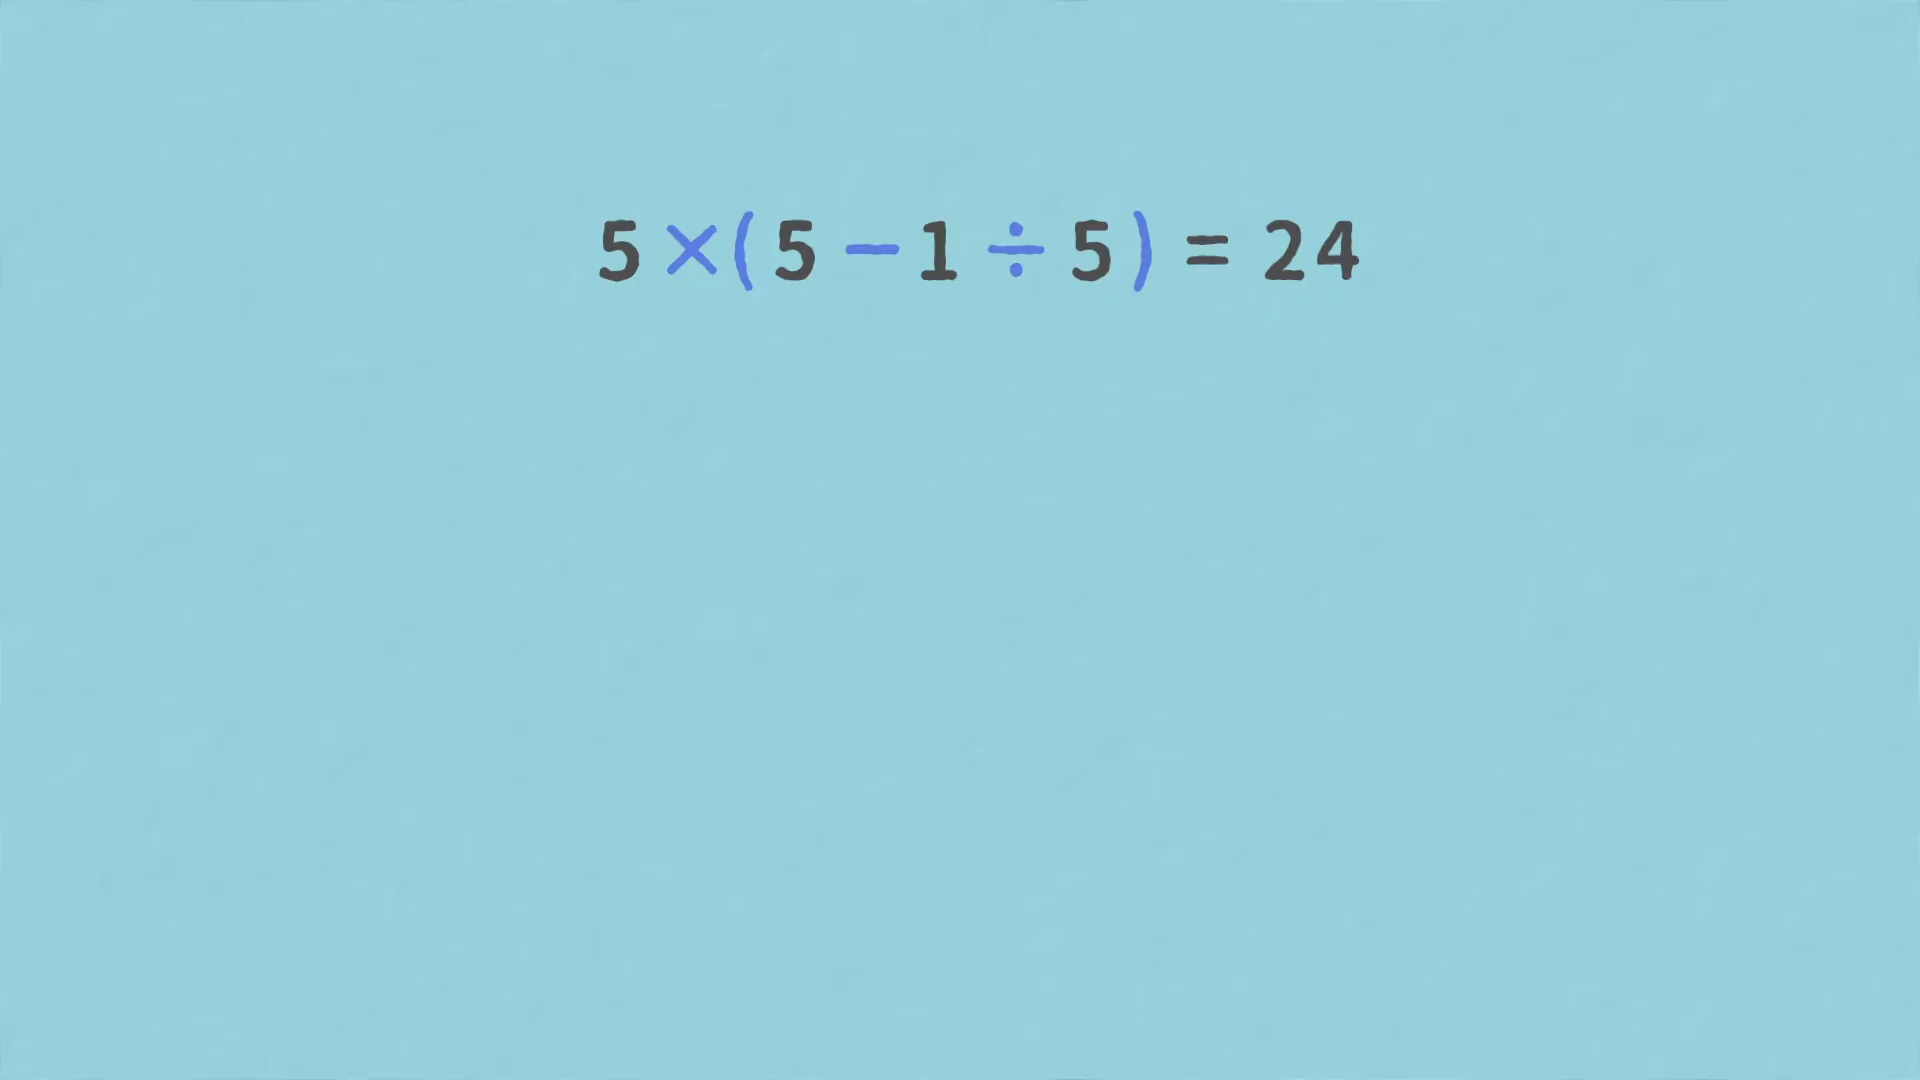 5 × ( 5 − 1 ÷ 5 ) = 24